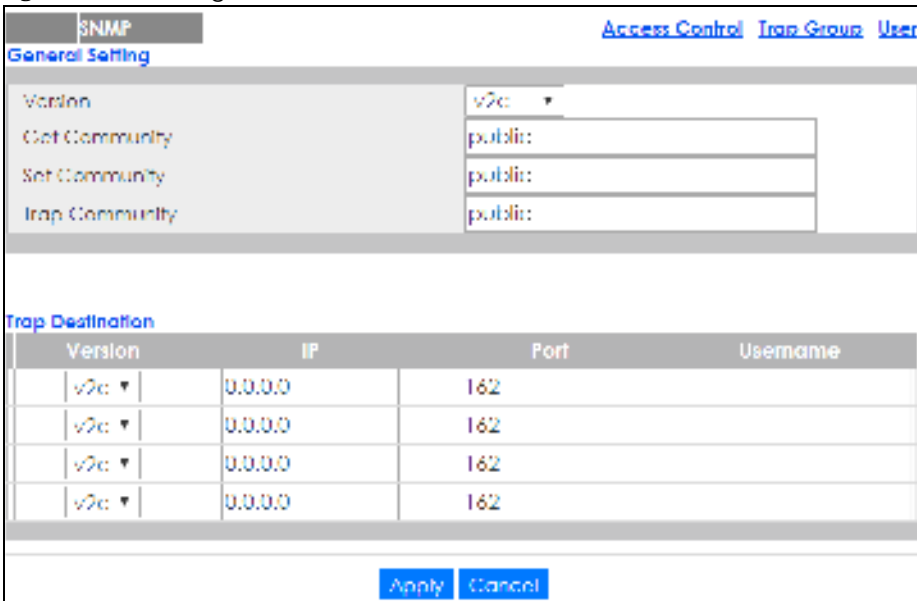 SNMP Access Control Trap Group User
General Setting
Version v2c
Get Community public
Set Community public
Trap Community public
Trap Destination
Version IP Port Username
v2c 0.0.0.0 162
v2c 0.0.0.0 162
v2c 0.0.0.0 162
v2c 0.0.0.0 162
Apply Cancel